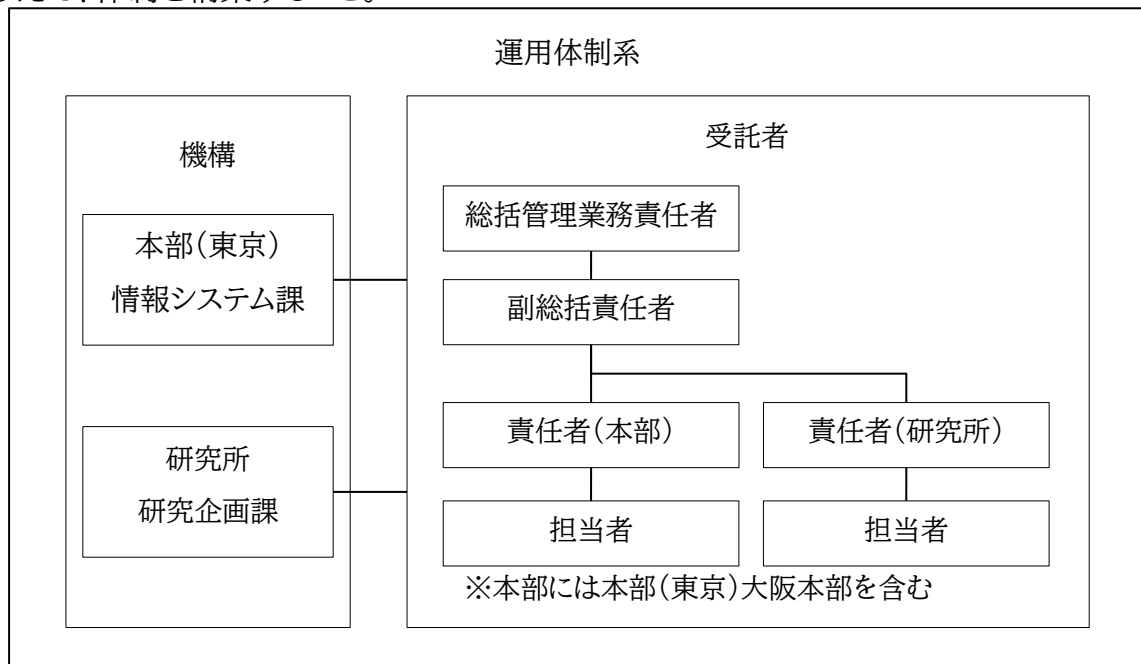 運用体制系
機構
本部（東京）
情報システム課
研究所
研究企画課
受託者
総括管理業務責任者
副総括責任者
責任者（本部）
責任者（研究所）
担当者
担当者
※本部には本部（東京）大阪本部を含む